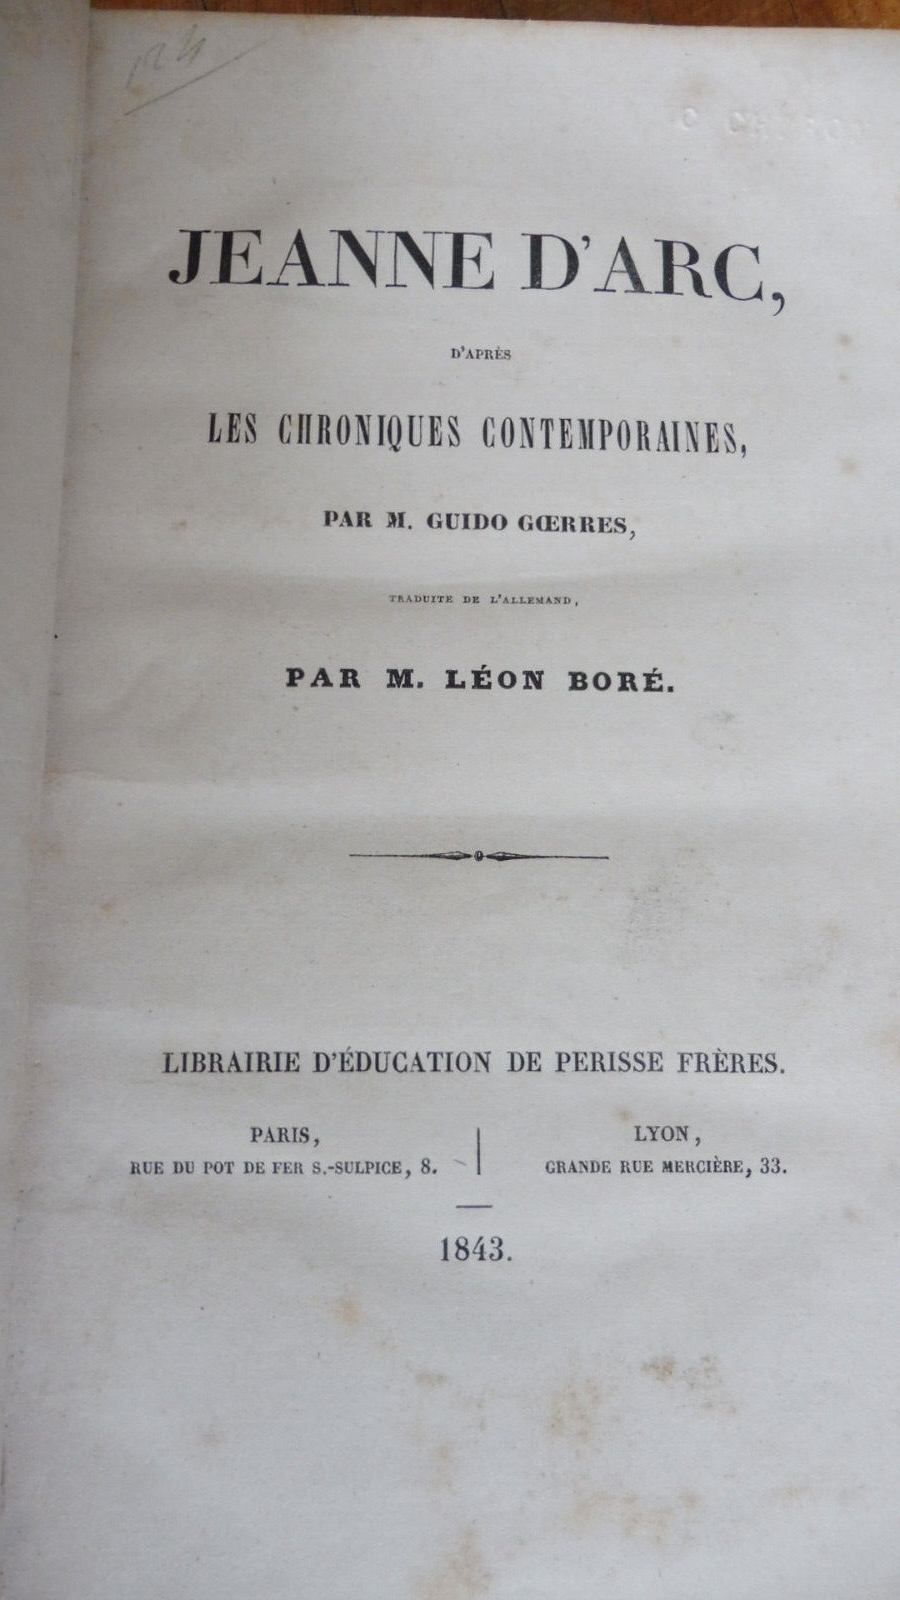 JEANNE D'ARC,
D'APRÈS
LES CHRONIQUES CONTEMPORAINES,
PAR M. GUIDO GŒRRES,
TRADUITE DE L'ALLEMAND,
PAR M. LÉON BORÉ.
LIBRAIRIE D'ÉDUCATION DE PERISSE FRÈRES.
PARIS,
RUE DU POT DE FER S.-SULPICE, 8.
LYON,
GRANDE RUE MERCIÈRE, 33.
1843.